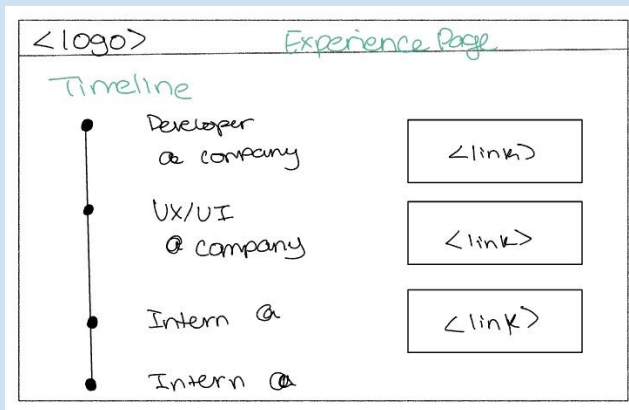 <logo>
Experience Page
Timeline
Developer
@ company
<link>
UX/UI
@ company
<link>
Intern @
<link>
Intern @